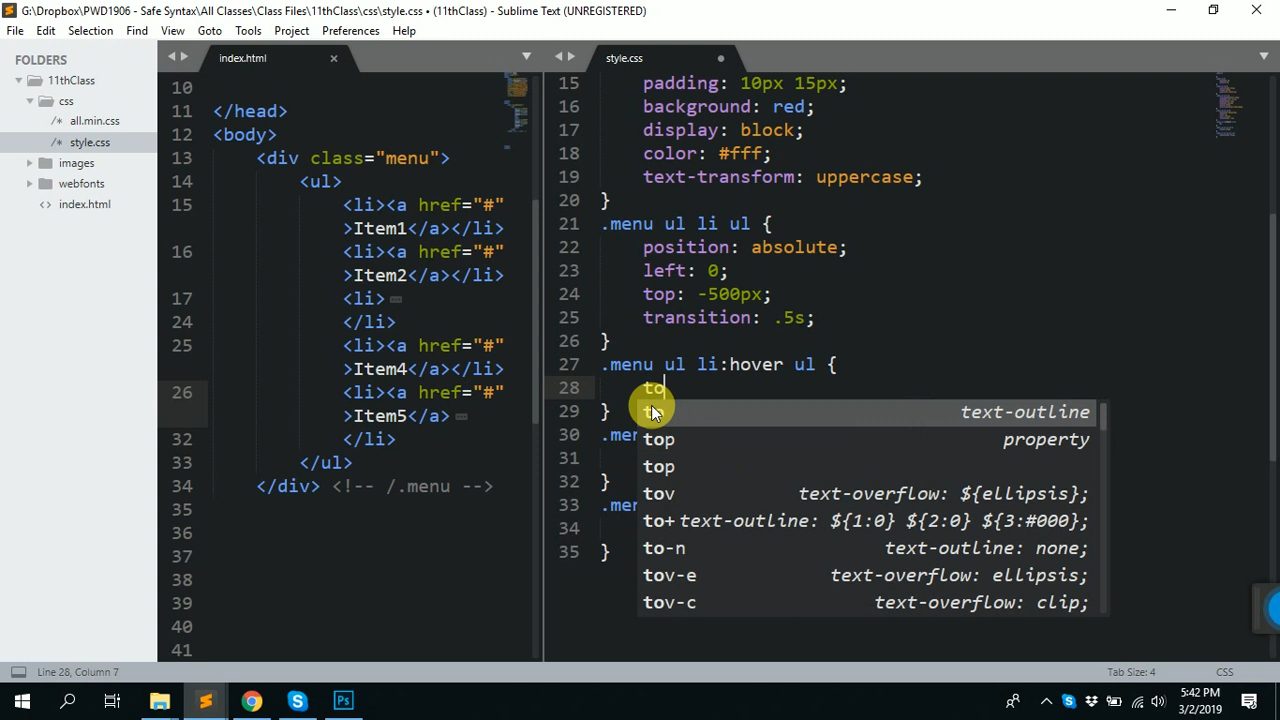 G:\Dropbox\PWD1906 - Safe Syntax\All Classes\Class Files\11thClass\css\style.css • (11thClass) - Sublime Text (UNREGISTERED)
File Edit Selection Find View Goto Tools Project Preferences Help
FOLDERS
11thClass
css
/* all.min.css
/* style.css
images
webfonts
<> index.html
index.html
10
11 </head>
12 <body>
13 <div class="menu">
14 <ul>
15 <li><a href="#"
>Item1</a></li>
16 <li><a href="#"
>Item2</a></li>
17 <li>
24 </li>
25 <li><a href="#"
>Item4</a></li>
26 <li><a href="#"
>Item5</a>
32 </li>
33 </ul>
34 </div> <!-- /.menu -->
35
36
37
38
39
40
41
style.css
15 padding: 10px 15px;
16 background: red;
17 display: block;
18 color: #fff;
19 text-transform: uppercase;
20 }
21 .menu ul li ul {
22 position: absolute;
23 left: 0;
24 top: -500px;
25 transition: .5s;
26 }
27 .menu ul li:hover ul {
28 to
29 }
30 .men
31
32 }
33 .men
34
35 }
to text-outline
top property
top
tov text-overflow: ${ellipsis};
to+ text-outline: ${1:0} ${2:0} ${3:#000};
to-n text-outline: none;
tov-e text-overflow: ellipsis;
tov-c text-overflow: clip;
Line 28, Column 7
Tab Size: 4
CSS
5:42 PM
3/2/2019